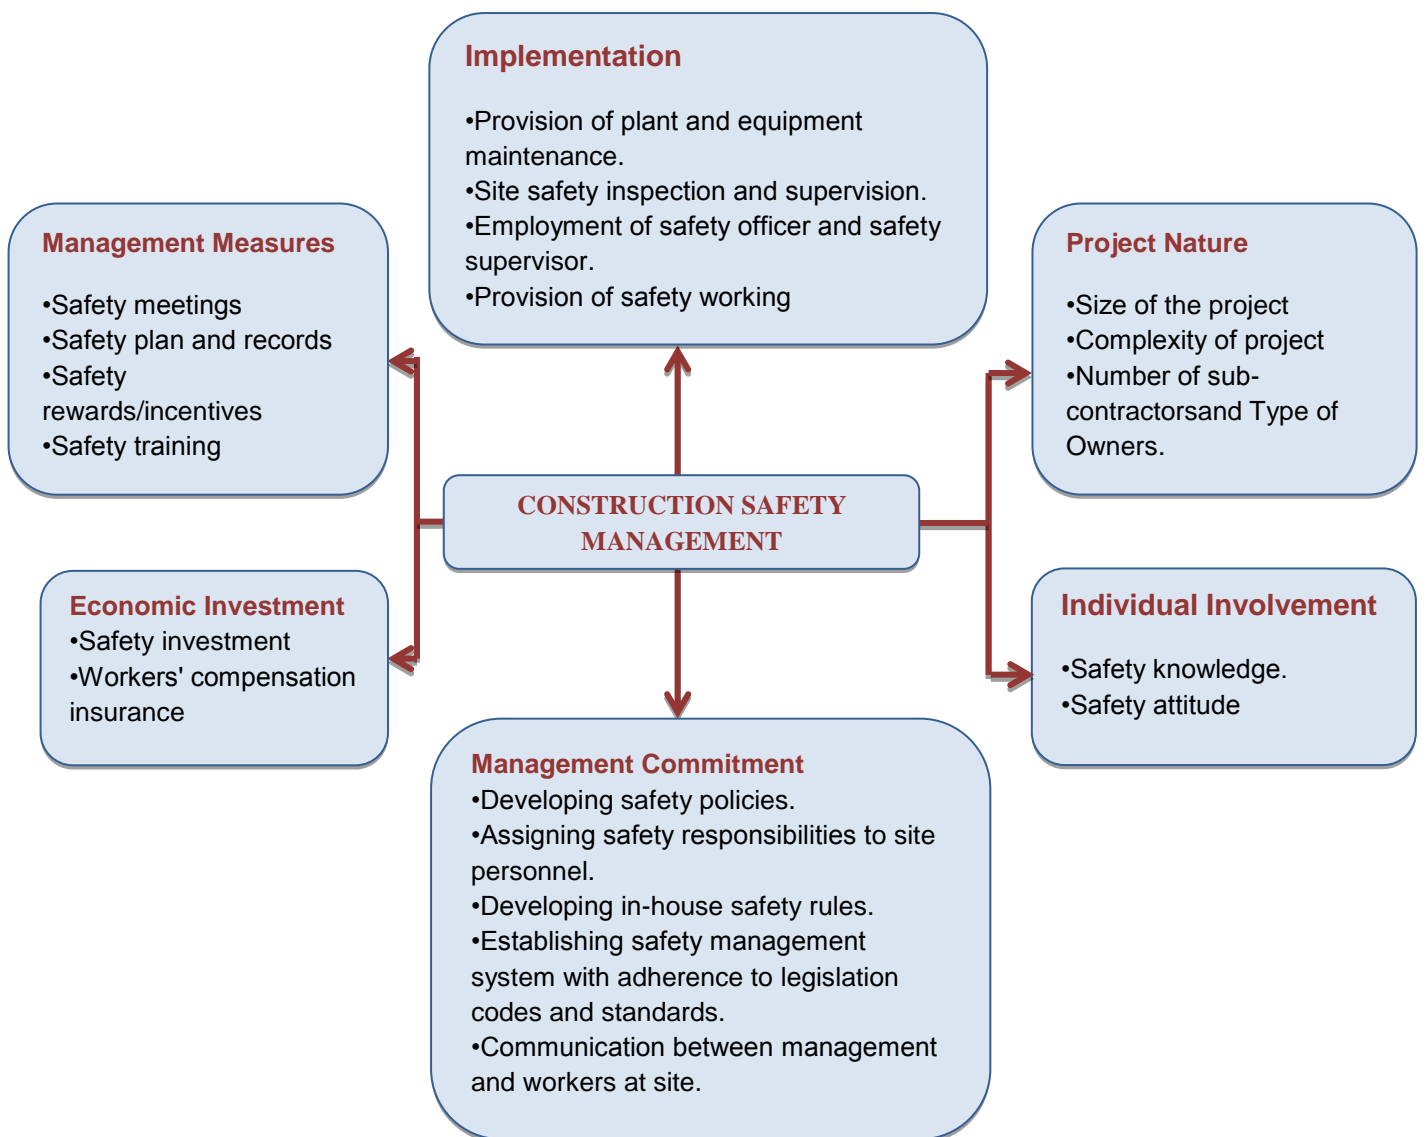 Implementation
•Provision of plant and equipment
maintenance.
•Site safety inspection and supervision.
•Employment of safety officer and safety
supervisor.
•Provision of safety working
Management Measures
•Safety meetings
•Safety plan and records
•Safety
rewards/incentives
•Safety training
Project Nature
•Size of the project
•Complexity of project
•Number of sub-
contractorsand Type of
Owners.
CONSTRUCTION SAFETY
MANAGEMENT
Economic Investment
•Safety investment
•Workers' compensation
insurance
Individual Involvement
•Safety knowledge.
•Safety attitude
Management Commitment
•Developing safety policies.
•Assigning safety responsibilities to site
personnel.
•Developing in-house safety rules.
•Establishing safety management
system with adherence to legislation
codes and standards.
•Communication between management
and workers at site.